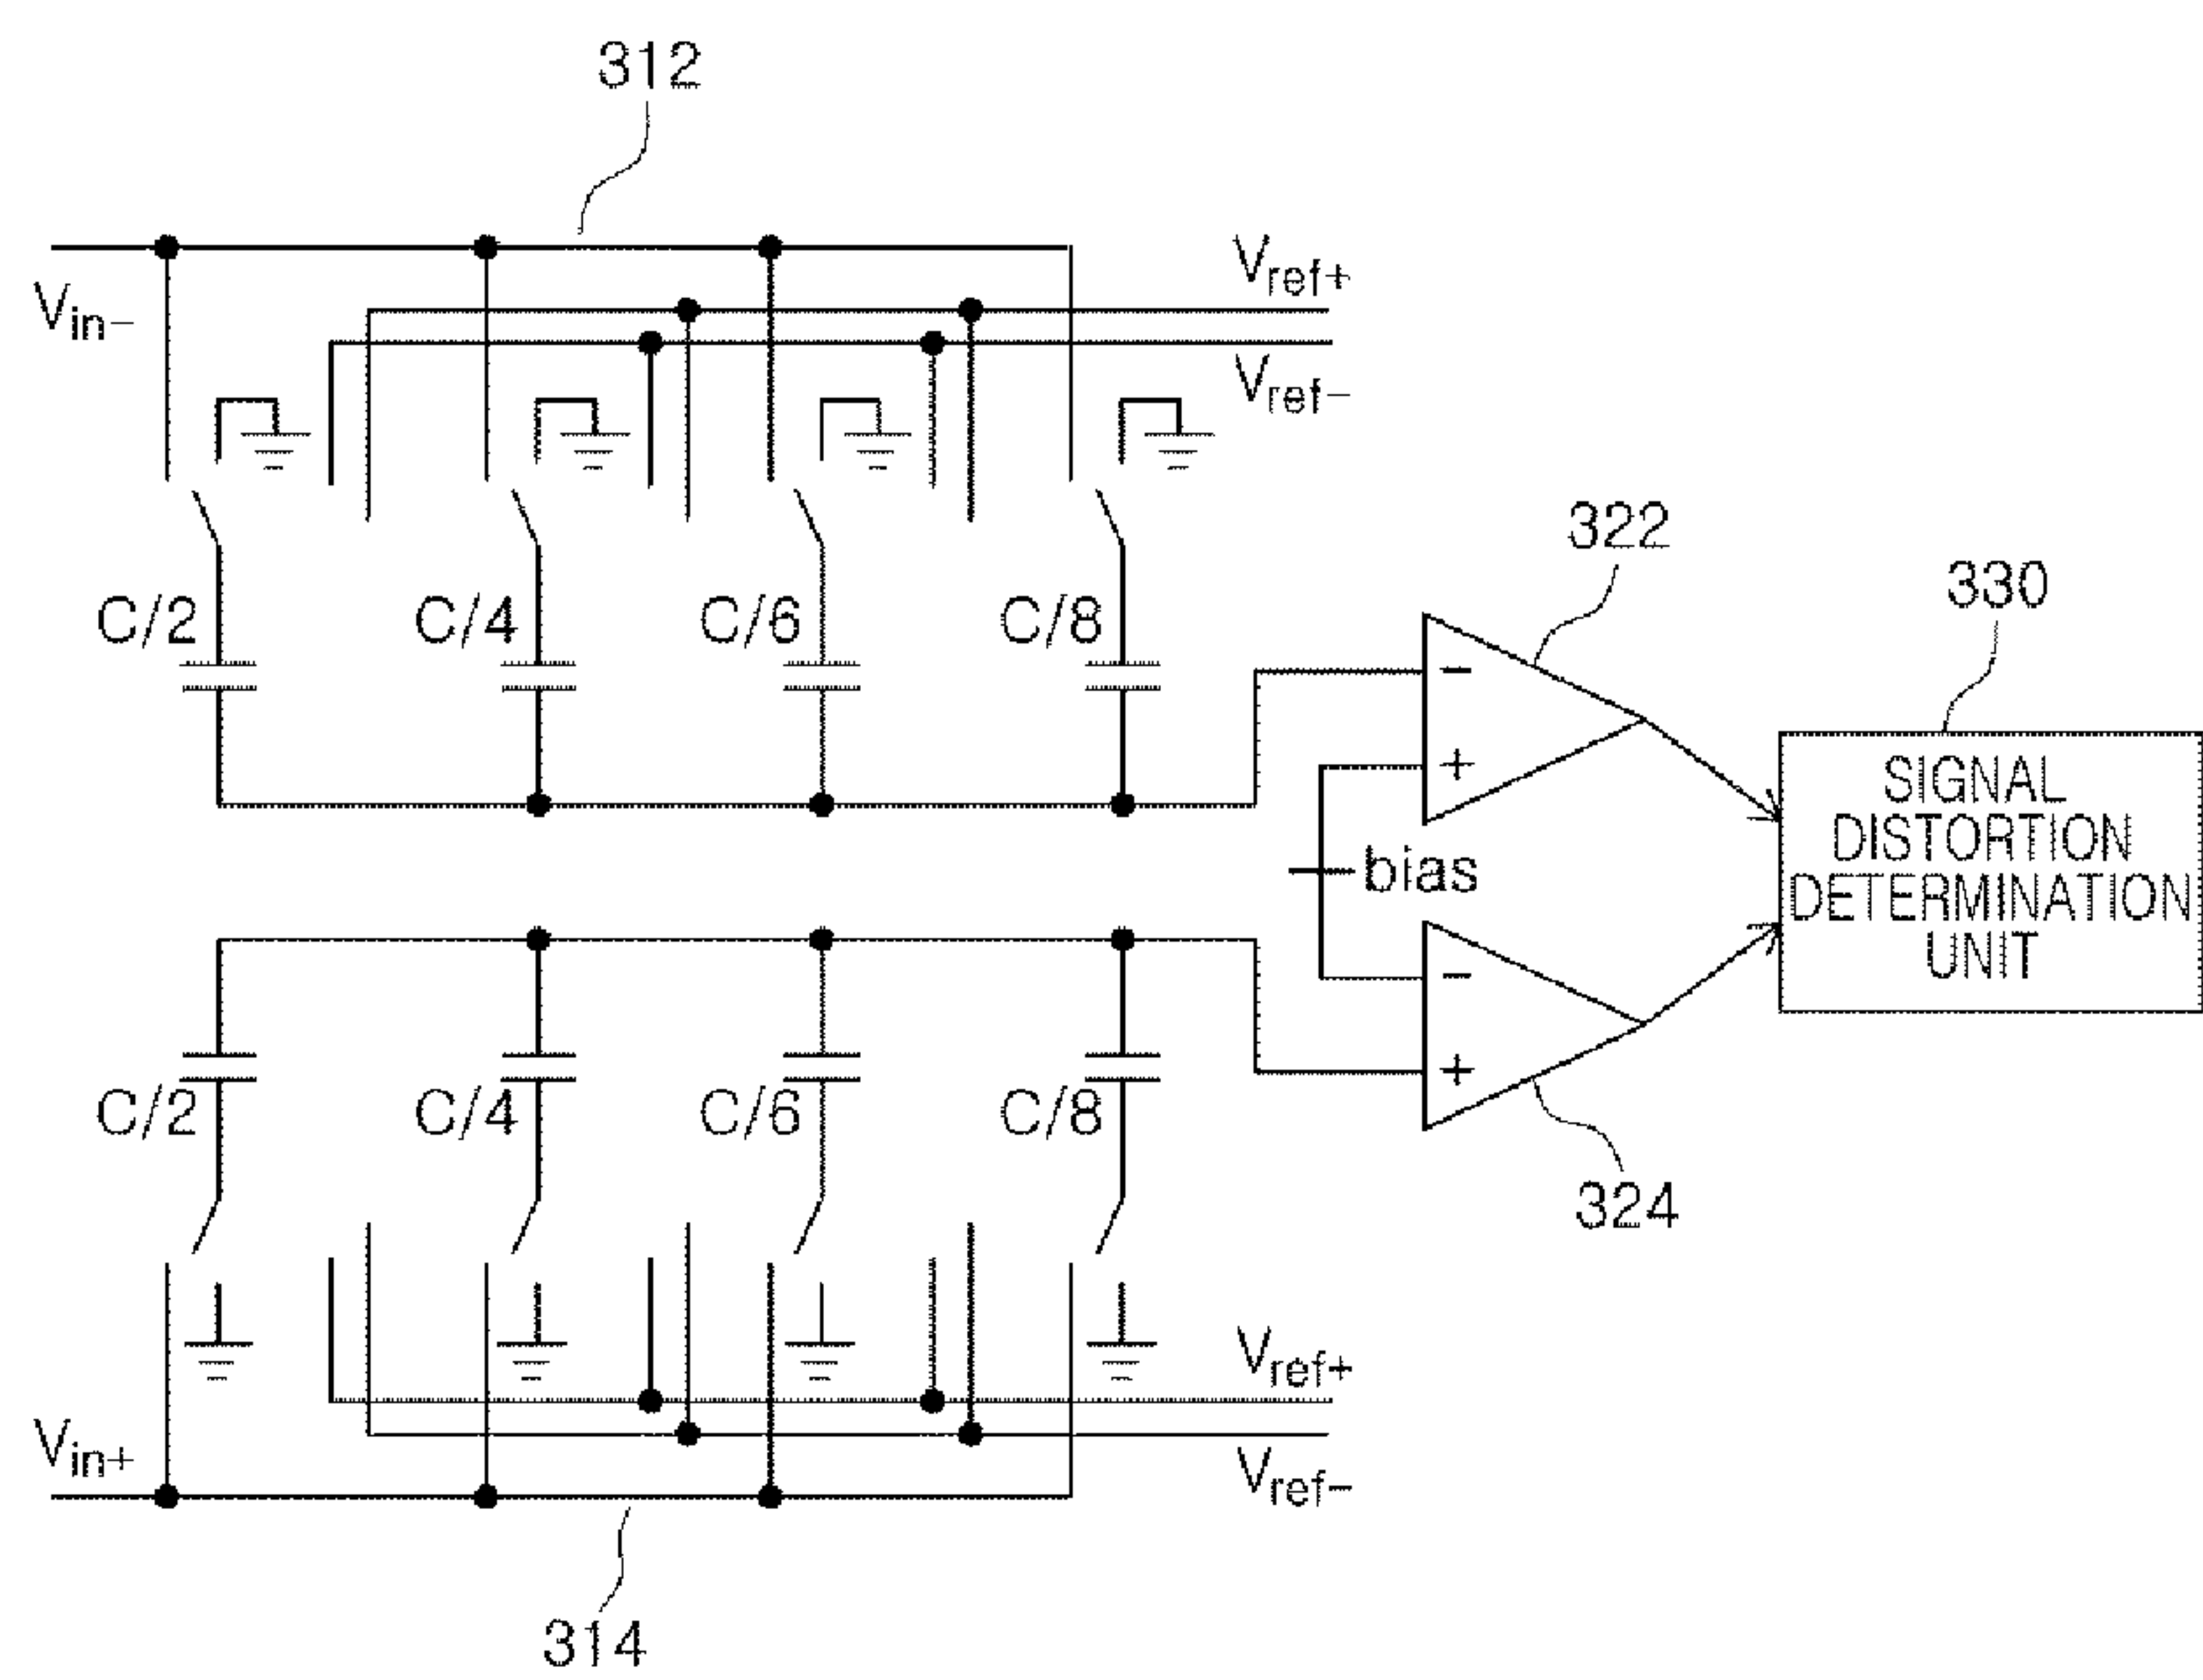 312
Vin−
Vref+
Vref−
C/2 C/4 C/6 C/8
322
330
−
+
SIGNAL
DISTORTION
DETERMINATION
UNIT
bias
−
+
C/2 C/4 C/6 C/8
324
Vref+
Vin+
Vref−
314